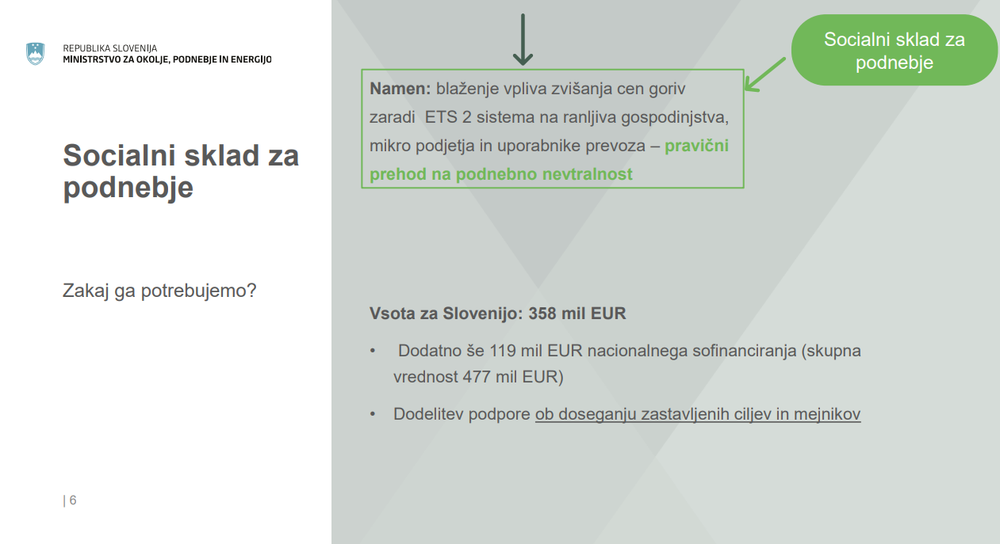 REPUBLIKA SLOVENIJA
MINISTRSTVO ZA OKOLJE, PODNEBJE IN ENERGIJO
Socialni sklad za
podnebje
Zakaj ga potrebujemo?
| 6
Socialni sklad za
podnebje
Namen: blaženje vpliva zvišanja cen goriv
zaradi  ETS 2 sistema na ranljiva gospodinjstva,
mikro podjetja in uporabnike prevoza – pravični
prehod na podnebno nevtralnost
Vsota za Slovenijo: 358 mil EUR
• Dodatno še 119 mil EUR nacionalnega sofinanciranja (skupna
vrednost 477 mil EUR)
• Dodelitev podpore ob doseganju zastavljenih ciljev in mejnikov